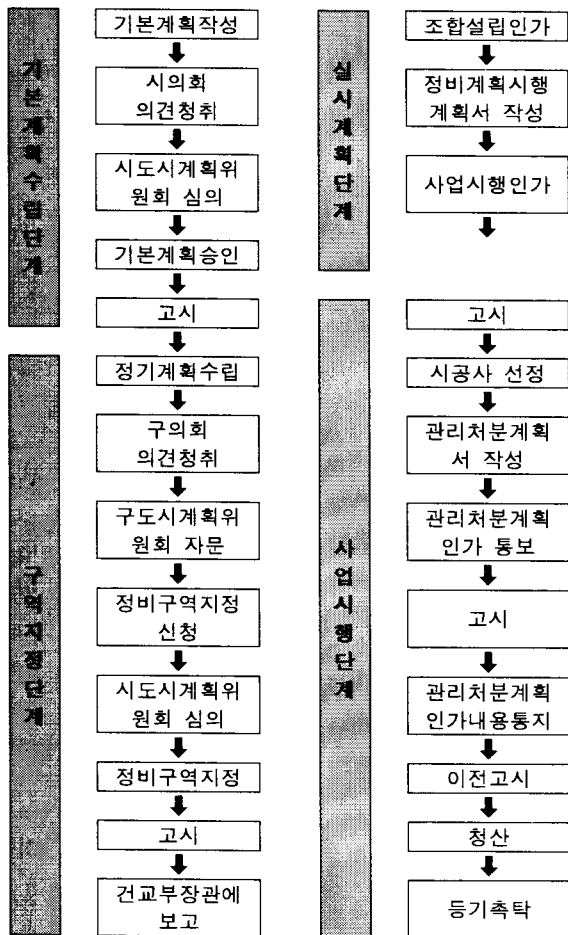 기본계획수립단계
기본계획작성
시의회
의견청취
시도시계획위
원회 심의
기본계획승인
고시
구역지정단계
정기계획수립
구의회
의견청취
구도시계획위
원회 자문
정비구역지정
신청
시도시계획위
원회 심의
정비구역지정
고시
건교부장관에
보고
실시계획단계
조합설립인가
정비계획시행
계획서 작성
사업시행인가
사업시행단계
고시
시공사 선정
관리처분계획
서 작성
관리처분계획
인가 통보
고시
관리처분계획
인가내용통지
이전고시
청산
등기촉탁